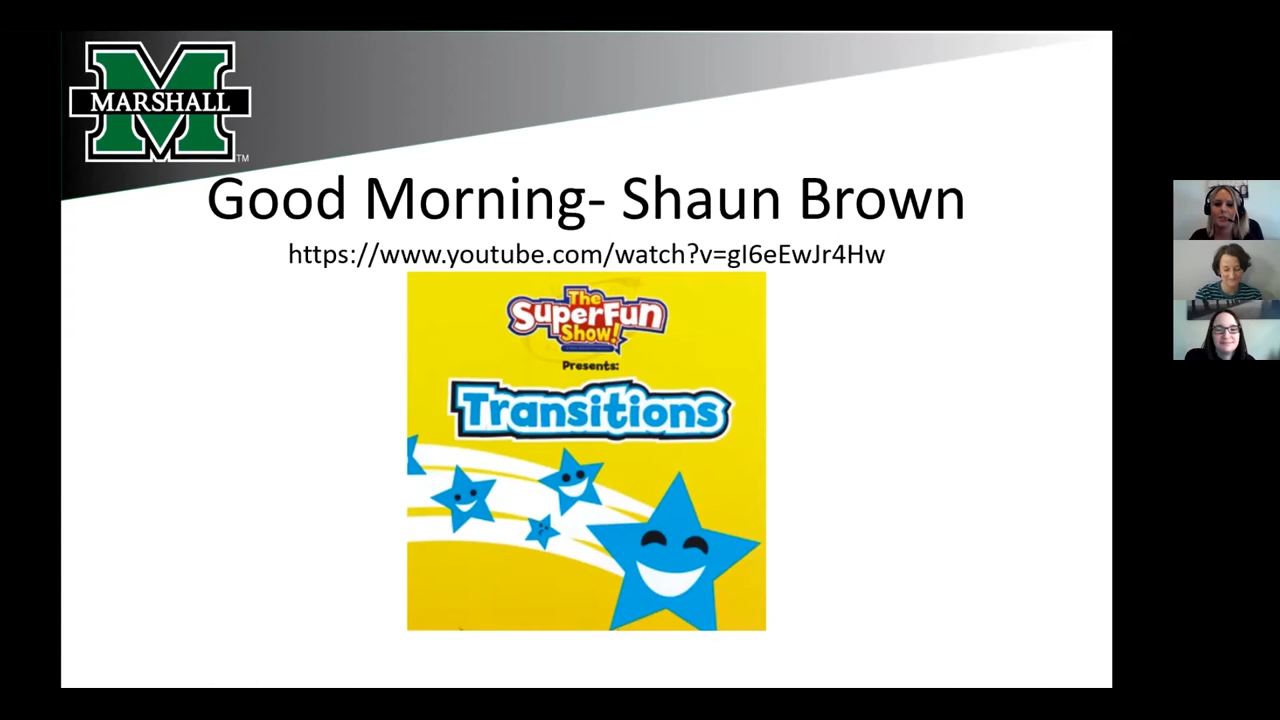 MARSHALL
TM
Good Morning- Shaun Brown
https://www.youtube.com/watch?v=gI6eEwJr4Hw
The
SuperFun
Show!
Presents:
Transitions